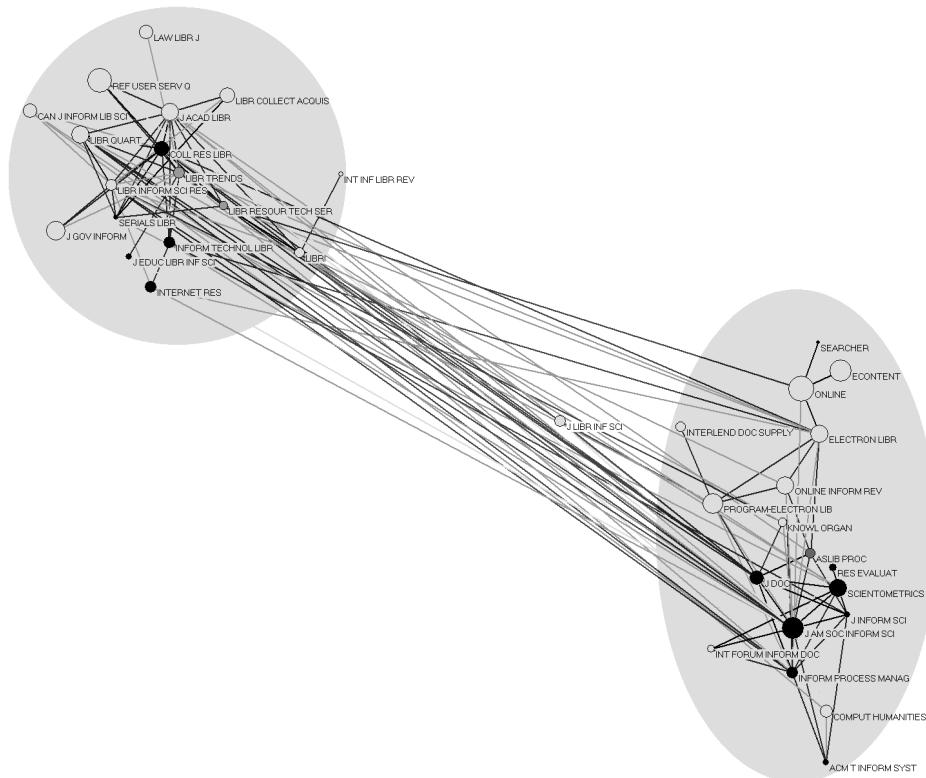 LAW LIBR J
REF USER SERV Q
LIBR COLLECT ACQUIS
CAN J INFORM LIB SCI
J ACAD LIBR
LIBR QUART
COLL RES LIBR
LIBR TRENDS
INT INF LIBR REV
LIBR INFORM SCI RES
LIBR RESOUR TECH SER
SERIALS LIBR
J GOV INFORM
INFORM TECHNOL LIBR
LIBRI
J EDUC LIBR INF SCI
INTERNET RES
SEARCHER
ECONTENT
ONLINE
J LIBR INF SCI
INTERLEND DOC SUPPLY
ELECTRON LIBR
ONLINE INFORM REV
PROGRAM-ELECTRON LIB
KNOWL ORGAN
ASLIB PROC
RES EVALUAT
J DOC
SCIENTOMETRICS
J INFORM SCI
J AM SOC INFORM SCI
INT FORUM INFORM DOC
INFORM PROCESS MANAG
COMPUT HUMANITIES
ACM T INFORM SYST